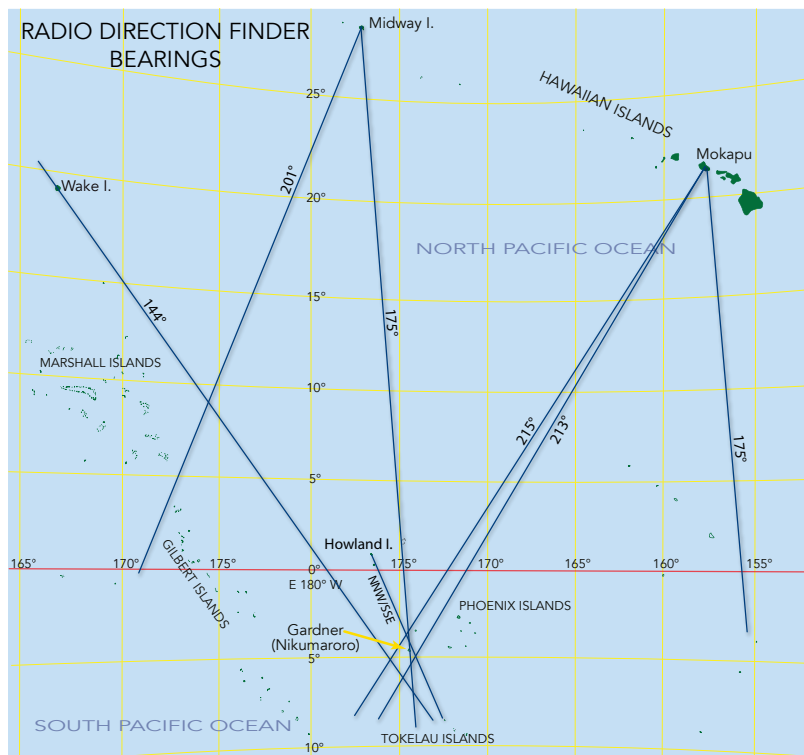 RADIO DIRECTION FINDER
BEARINGS
Midway I.
HAWAIIAN ISLANDS
25°
Mokapu
201°
Wake I.
20°
NORTH PACIFIC OCEAN
15°
144°
175°
MARSHALL ISLANDS
10°
215°
213°
175°
5°
Howland I.
165°
170°
175°
0°
175°
170°
165°
160°
155°
E 180° W
GILBERT ISLANDS
NNW/SSE
PHOENIX ISLANDS
Gardner
(Nikumaroro)
5°
SOUTH PACIFIC OCEAN
TOKELAU ISLANDS
10°